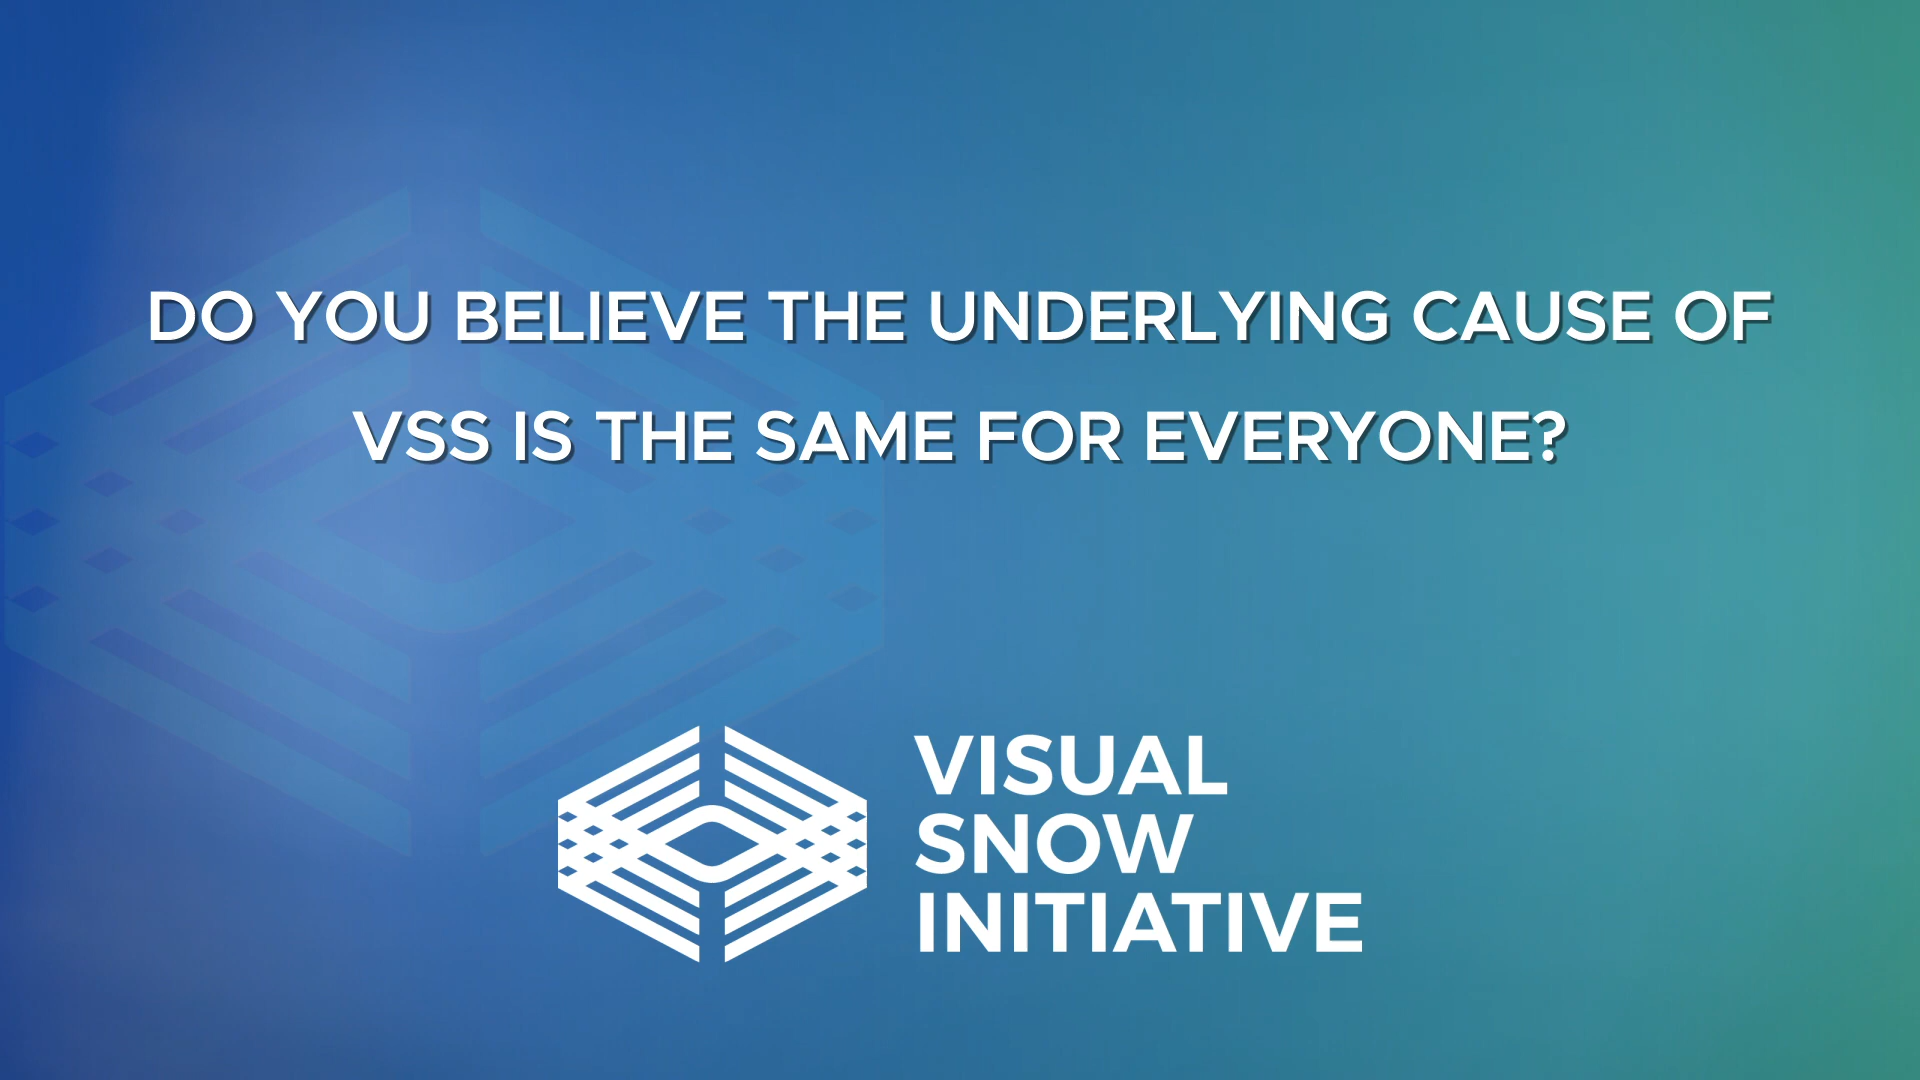 DO YOU BELIEVE THE UNDERLYING CAUSE OF
VSS IS THE SAME FOR EVERYONE?
VISUAL
SNOW
INITIATIVE